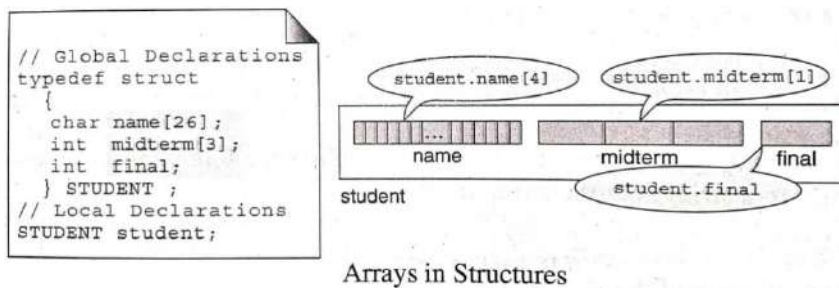 // Global Declarations
typedef struct
{
char name[26];
int midterm[3];
int final;
} STUDENT ;
// Local Declarations
STUDENT student;
student.name[4]
student.midterm[1]
...
name
midterm
final
student
student.final
Arrays in Structures